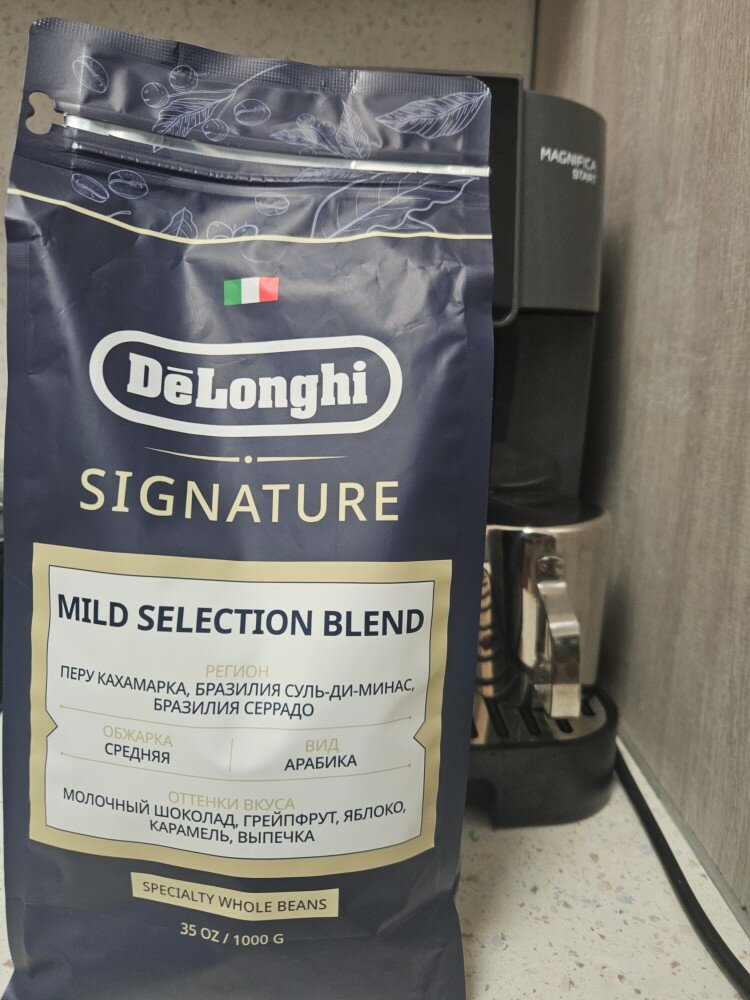 MAGNIFICA
START
DēLonghi
SIGNATURE
MILD SELECTION BLEND
РЕГИОН
ПЕРУ КАХАМАРКА, БРАЗИЛИЯ СУЛЬ-ДИ-МИНАС,
БРАЗИЛИЯ СЕРРАДО
ОБЖАРКА
СРЕДНЯЯ
ВИД
АРАБИКА
ОТТЕНКИ ВКУСА
МОЛОЧНЫЙ ШОКОЛАД, ГРЕЙПФРУТ, ЯБЛОКО,
КАРАМЕЛЬ, ВЫПЕЧКА
SPECIALTY WHOLE BEANS
35 OZ / 1000 G